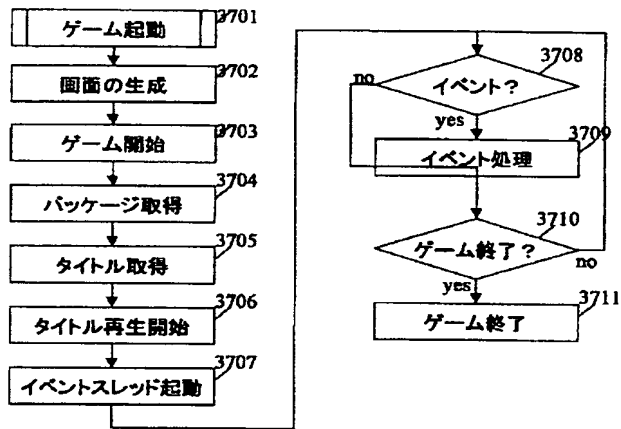 ゲーム起動
3701
画面の生成
3702
ゲーム開始
3703
パッケージ取得
3704
タイトル取得
3705
タイトル再生開始
3706
イベントスレッド起動
3707
イベント？
3708
no
yes
イベント処理
3709
ゲーム終了？
3710
no
yes
ゲーム終了
3711